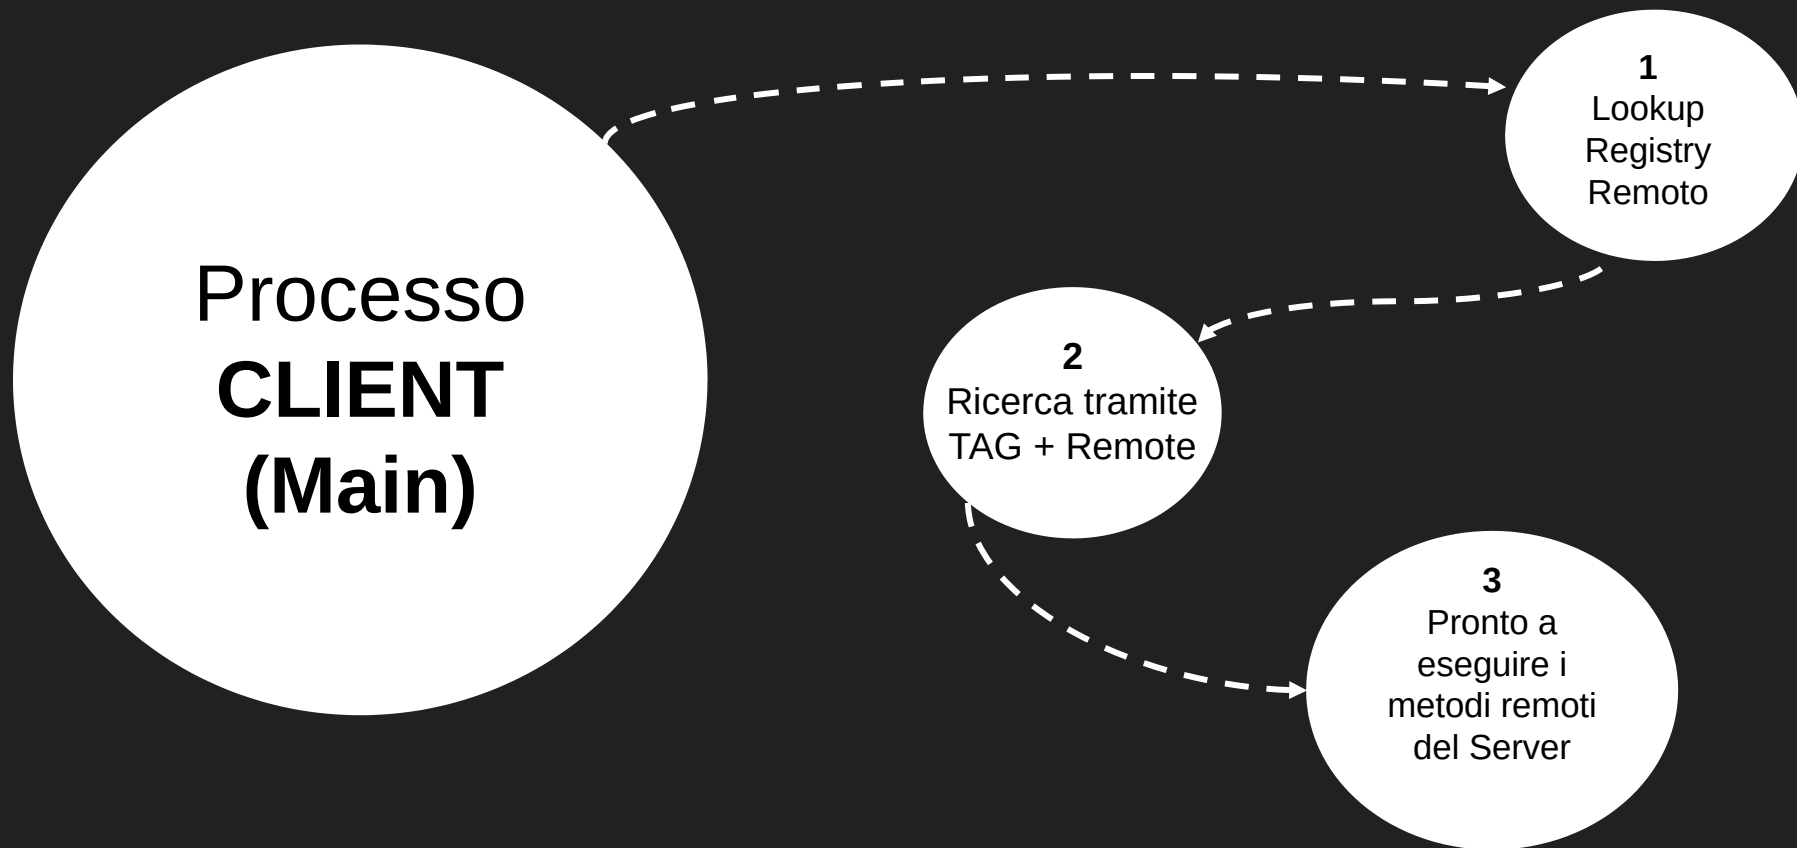 Processo
CLIENT
(Main)
1
Lookup
Registry
Remoto
2
Ricerca tramite
TAG + Remote
3
Pronto a
eseguire i
metodi remoti
del Server